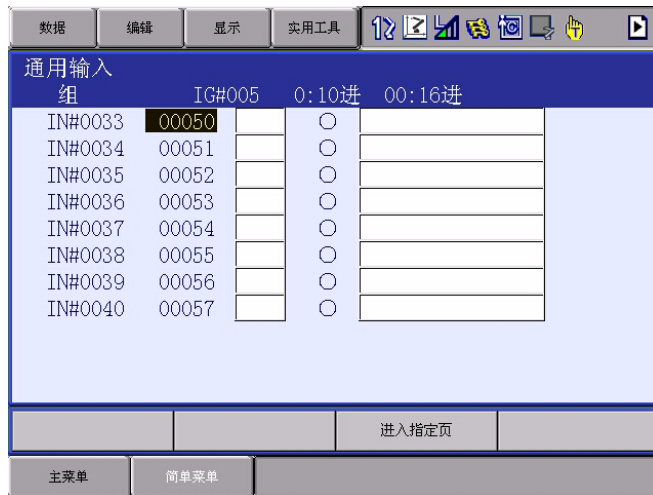 数据 编辑 显示 实用工具
通用输入
组 IG#005 0:10进 00:16进
IN#0033 00050
IN#0034 00051
IN#0035 00052
IN#0036 00053
IN#0037 00054
IN#0038 00055
IN#0039 00056
IN#0040 00057
进入指定页
主菜单 简单菜单